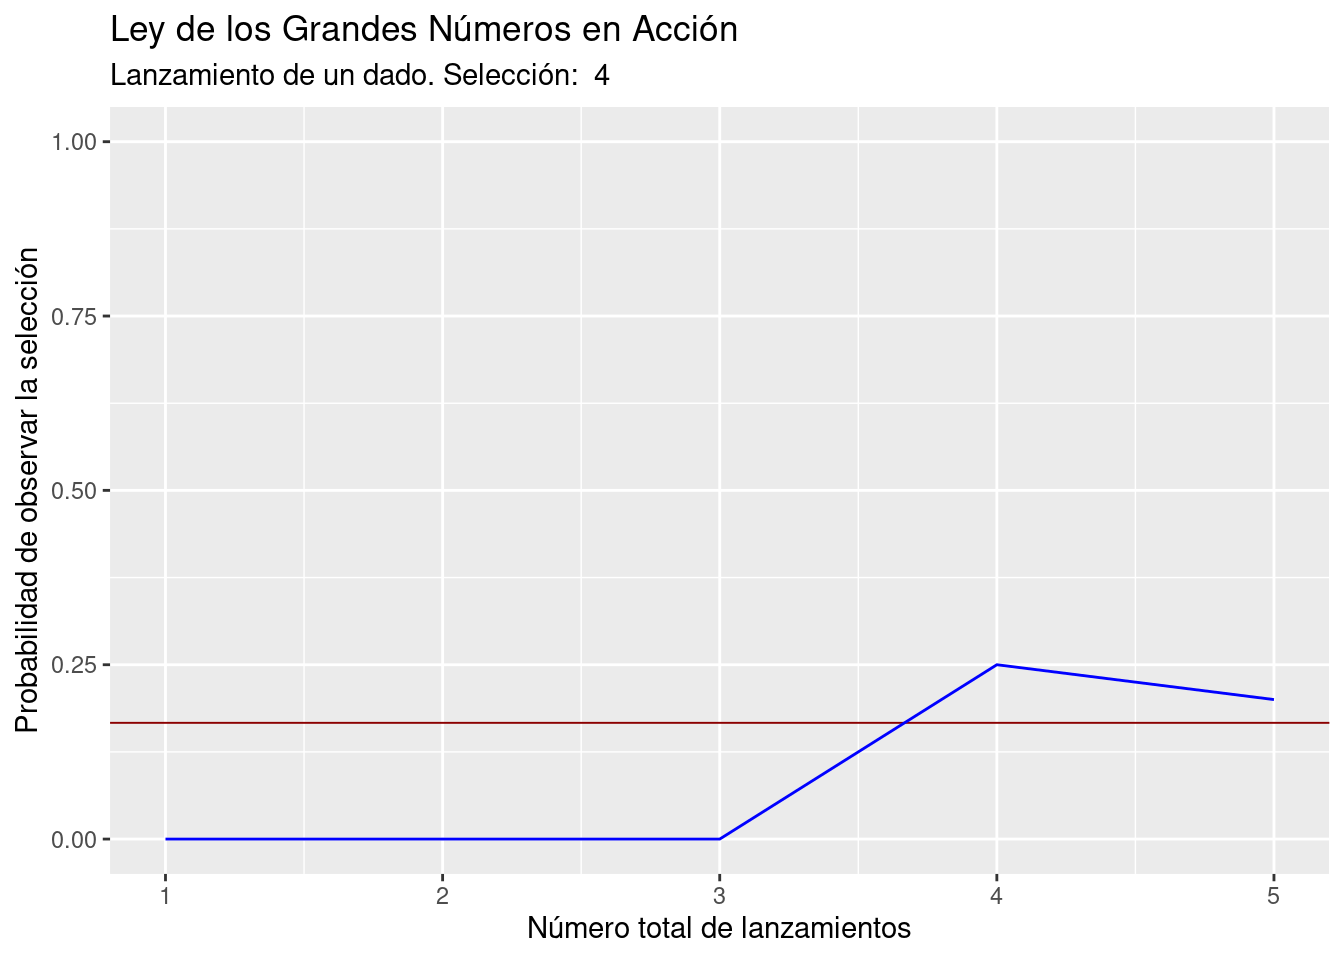 Ley de los Grandes Números en Acción
Lanzamiento de un dado. Selección:  4
Probabilidad de observar la selección
1.00
0.75
0.50
0.25
0.00
1 2 3 4 5
Número total de lanzamientos